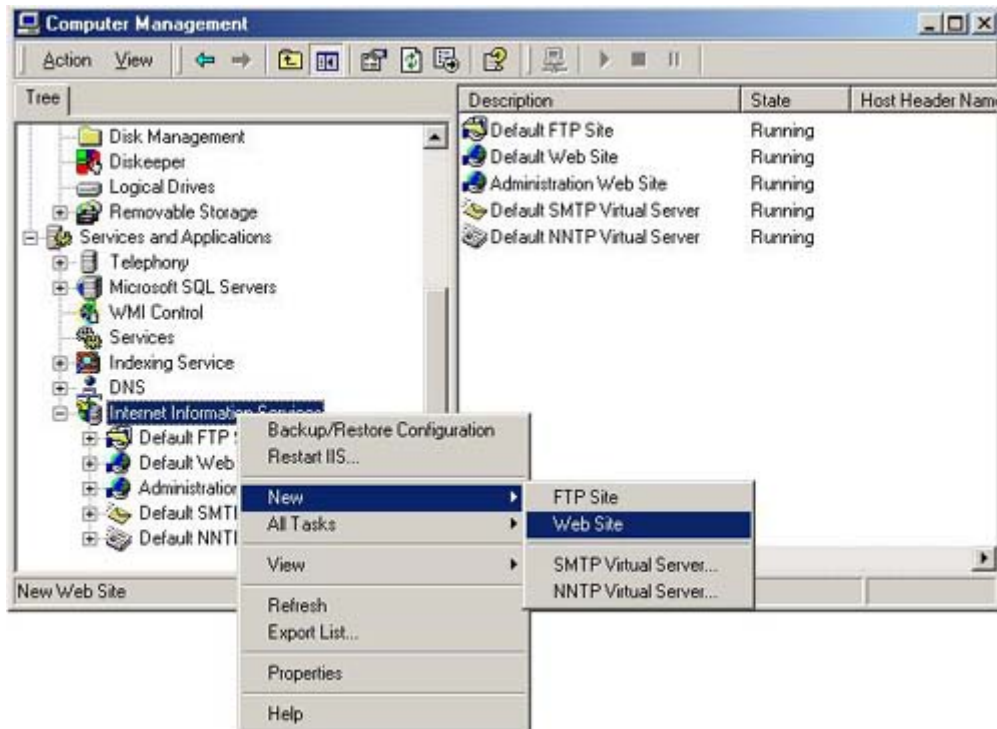 Computer Management
Action View
Tree
Description State Host Header Nam
Disk Management
Diskeeper
Logical Drives
Removable Storage
Services and Applications
Telephony
Microsoft SQL Servers
WMI Control
Services
Indexing Service
DNS
Internet Information Services
Default FTP S
Default Web
Administration
Default SMTI
Default NNTI
Default FTP Site Running
Default Web Site Running
Administration Web Site Running
Default SMTP Virtual Server Running
Default NNTP Virtual Server Running
Backup/Restore Configuration
Restart IIS...
New
All Tasks
View
Refresh
Export List...
Properties
Help
FTP Site
Web Site
SMTP Virtual Server...
NNTP Virtual Server...
New Web Site